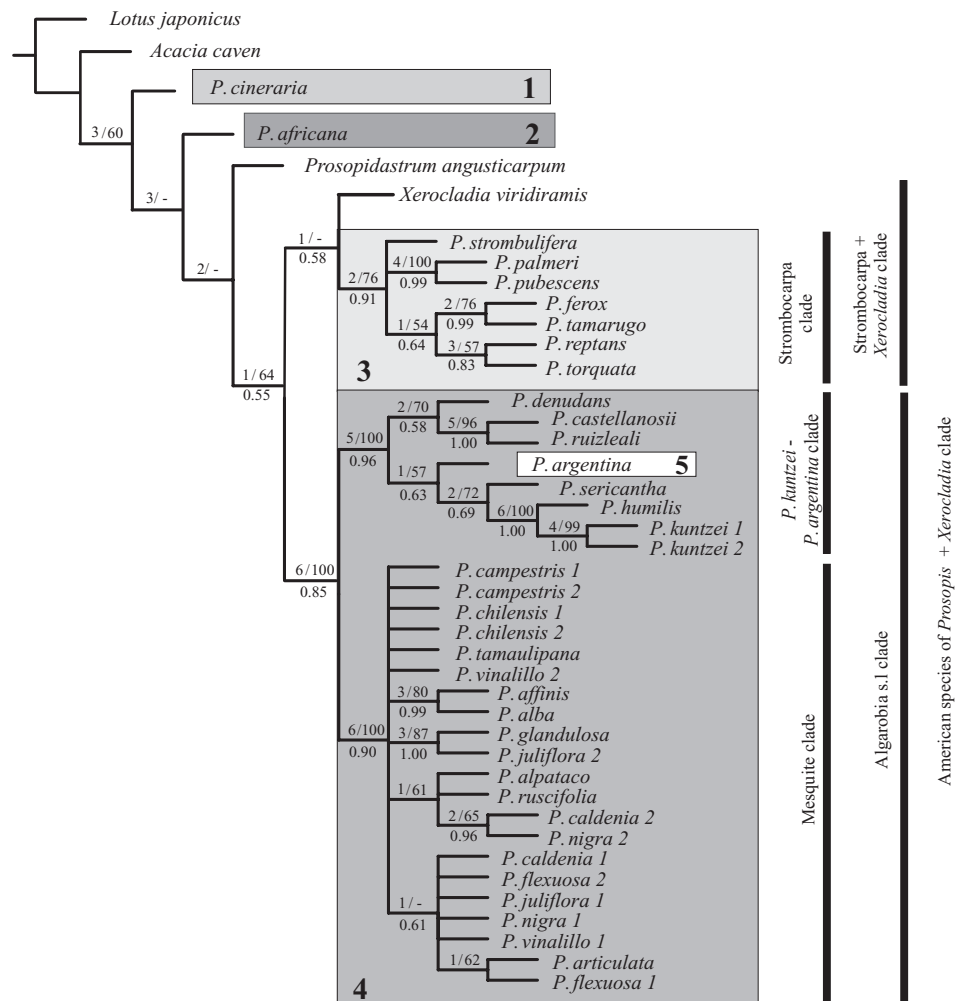 Lotus japonicus
Acacia caven
P. cineraria 1
3/60
P. africana 2
3/ -
Prosopidastrum angusticarpum
2/ -
Xerocladia viridiramis
1/ -
0.58
P. strombulifera
2/76
0.91
4/100
0.99
P. palmeri
P. pubescens
2/76
0.99
P. ferox
P. tamarugo
1/54
0.64
3/57
0.83
P. reptans
P. torquata
3
1/64
0.55
P. denudans
2/70
0.58
5/96
1.00
P. castellanosii
P. ruizleali
5/100
0.96
P. argentina 5
1/57
0.63
P. sericantha
2/72
0.69
P. humilis
6/100
1.00
4/99
1.00
P. kuntzei 1
P. kuntzei 2
6/100
0.85
P. campestris 1
P. campestris 2
P. chilensis 1
P. chilensis 2
P. tamaulipana
P. vinalillo 2
3/80
0.99
P. affinis
P. alba
6/100
0.90
3/87
1.00
P. glandulosa
P. juliflora 2
1/61
P. alpataco
P. ruscifolia
2/65
0.96
P. caldenia 2
P. nigra 2
P. caldenia 1
P. flexuosa 2
P. juliflora 1
1/ -
0.61
P. nigra 1
P. vinalillo 1
1/62
P. articulata
P. flexuosa 1
4
Strombocarpa
clade
Strombocarpa +
Xerocladia clade
P. kuntzei -
P. argentina clade
Mesquite clade
Algarobia s.l clade
American species of Prosopis + Xerocladia clade